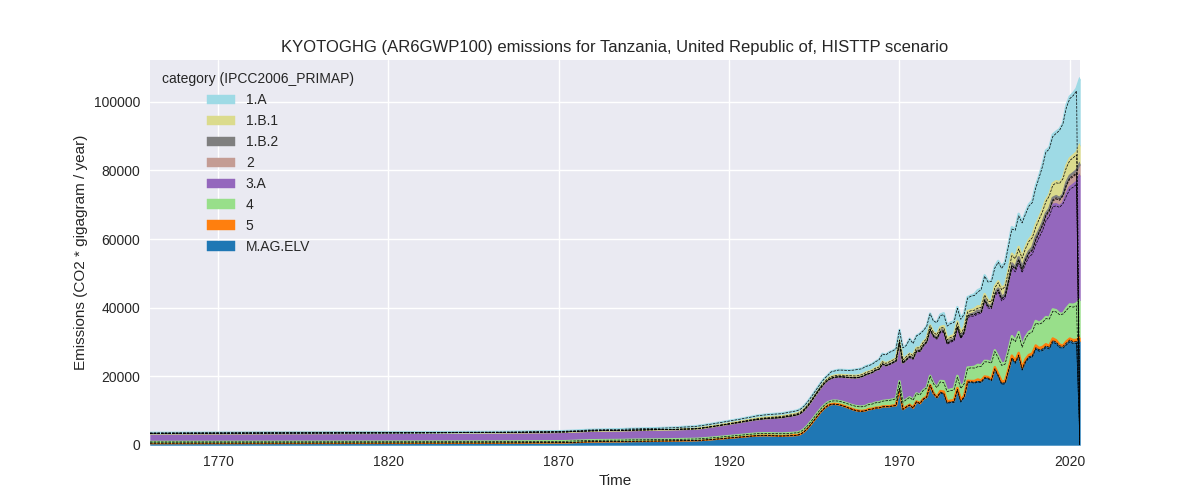 KYOTOGHG (AR6GWP100) emissions for Tanzania, United Republic of, HISTTP scenario
category (IPCC2006_PRIMAP)
1.A
1.B.1
1.B.2
2
3.A
4
5
M.AG.ELV
Emissions (CO2 * gigagram / year)
100000
80000
60000
40000
20000
0
1770
1820
1870
1920
1970
2020
Time